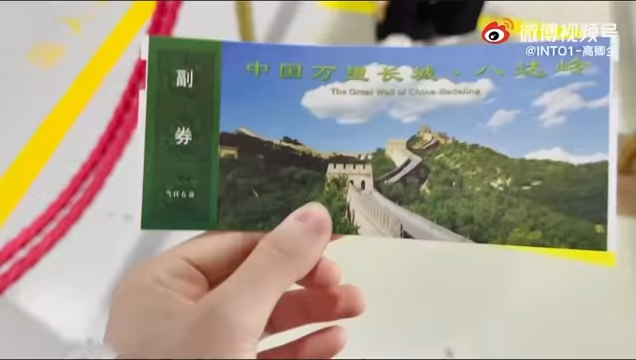 微博视频号
@INTO1-高卿尘
副
券
中国万里长城·八达岭
The Great Wall of China-Badaling